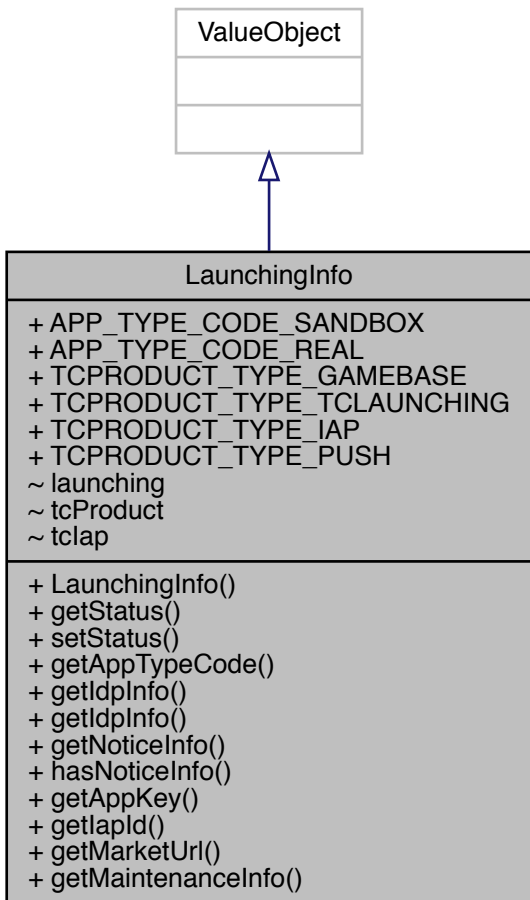 ValueObject
LaunchingInfo
+ APP_TYPE_CODE_SANDBOX
+ APP_TYPE_CODE_REAL
+ TCPRODUCT_TYPE_GAMEBASE
+ TCPRODUCT_TYPE_TCLAUNCHING
+ TCPRODUCT_TYPE_IAP
+ TCPRODUCT_TYPE_PUSH
~ launching
~ tcProduct
~ tcIap
+ LaunchingInfo()
+ getStatus()
+ setStatus()
+ getAppTypeCode()
+ getIdpInfo()
+ getIdpInfo()
+ getNoticeInfo()
+ hasNoticeInfo()
+ getAppKey()
+ getIapId()
+ getMarketUrl()
+ getMaintenanceInfo()